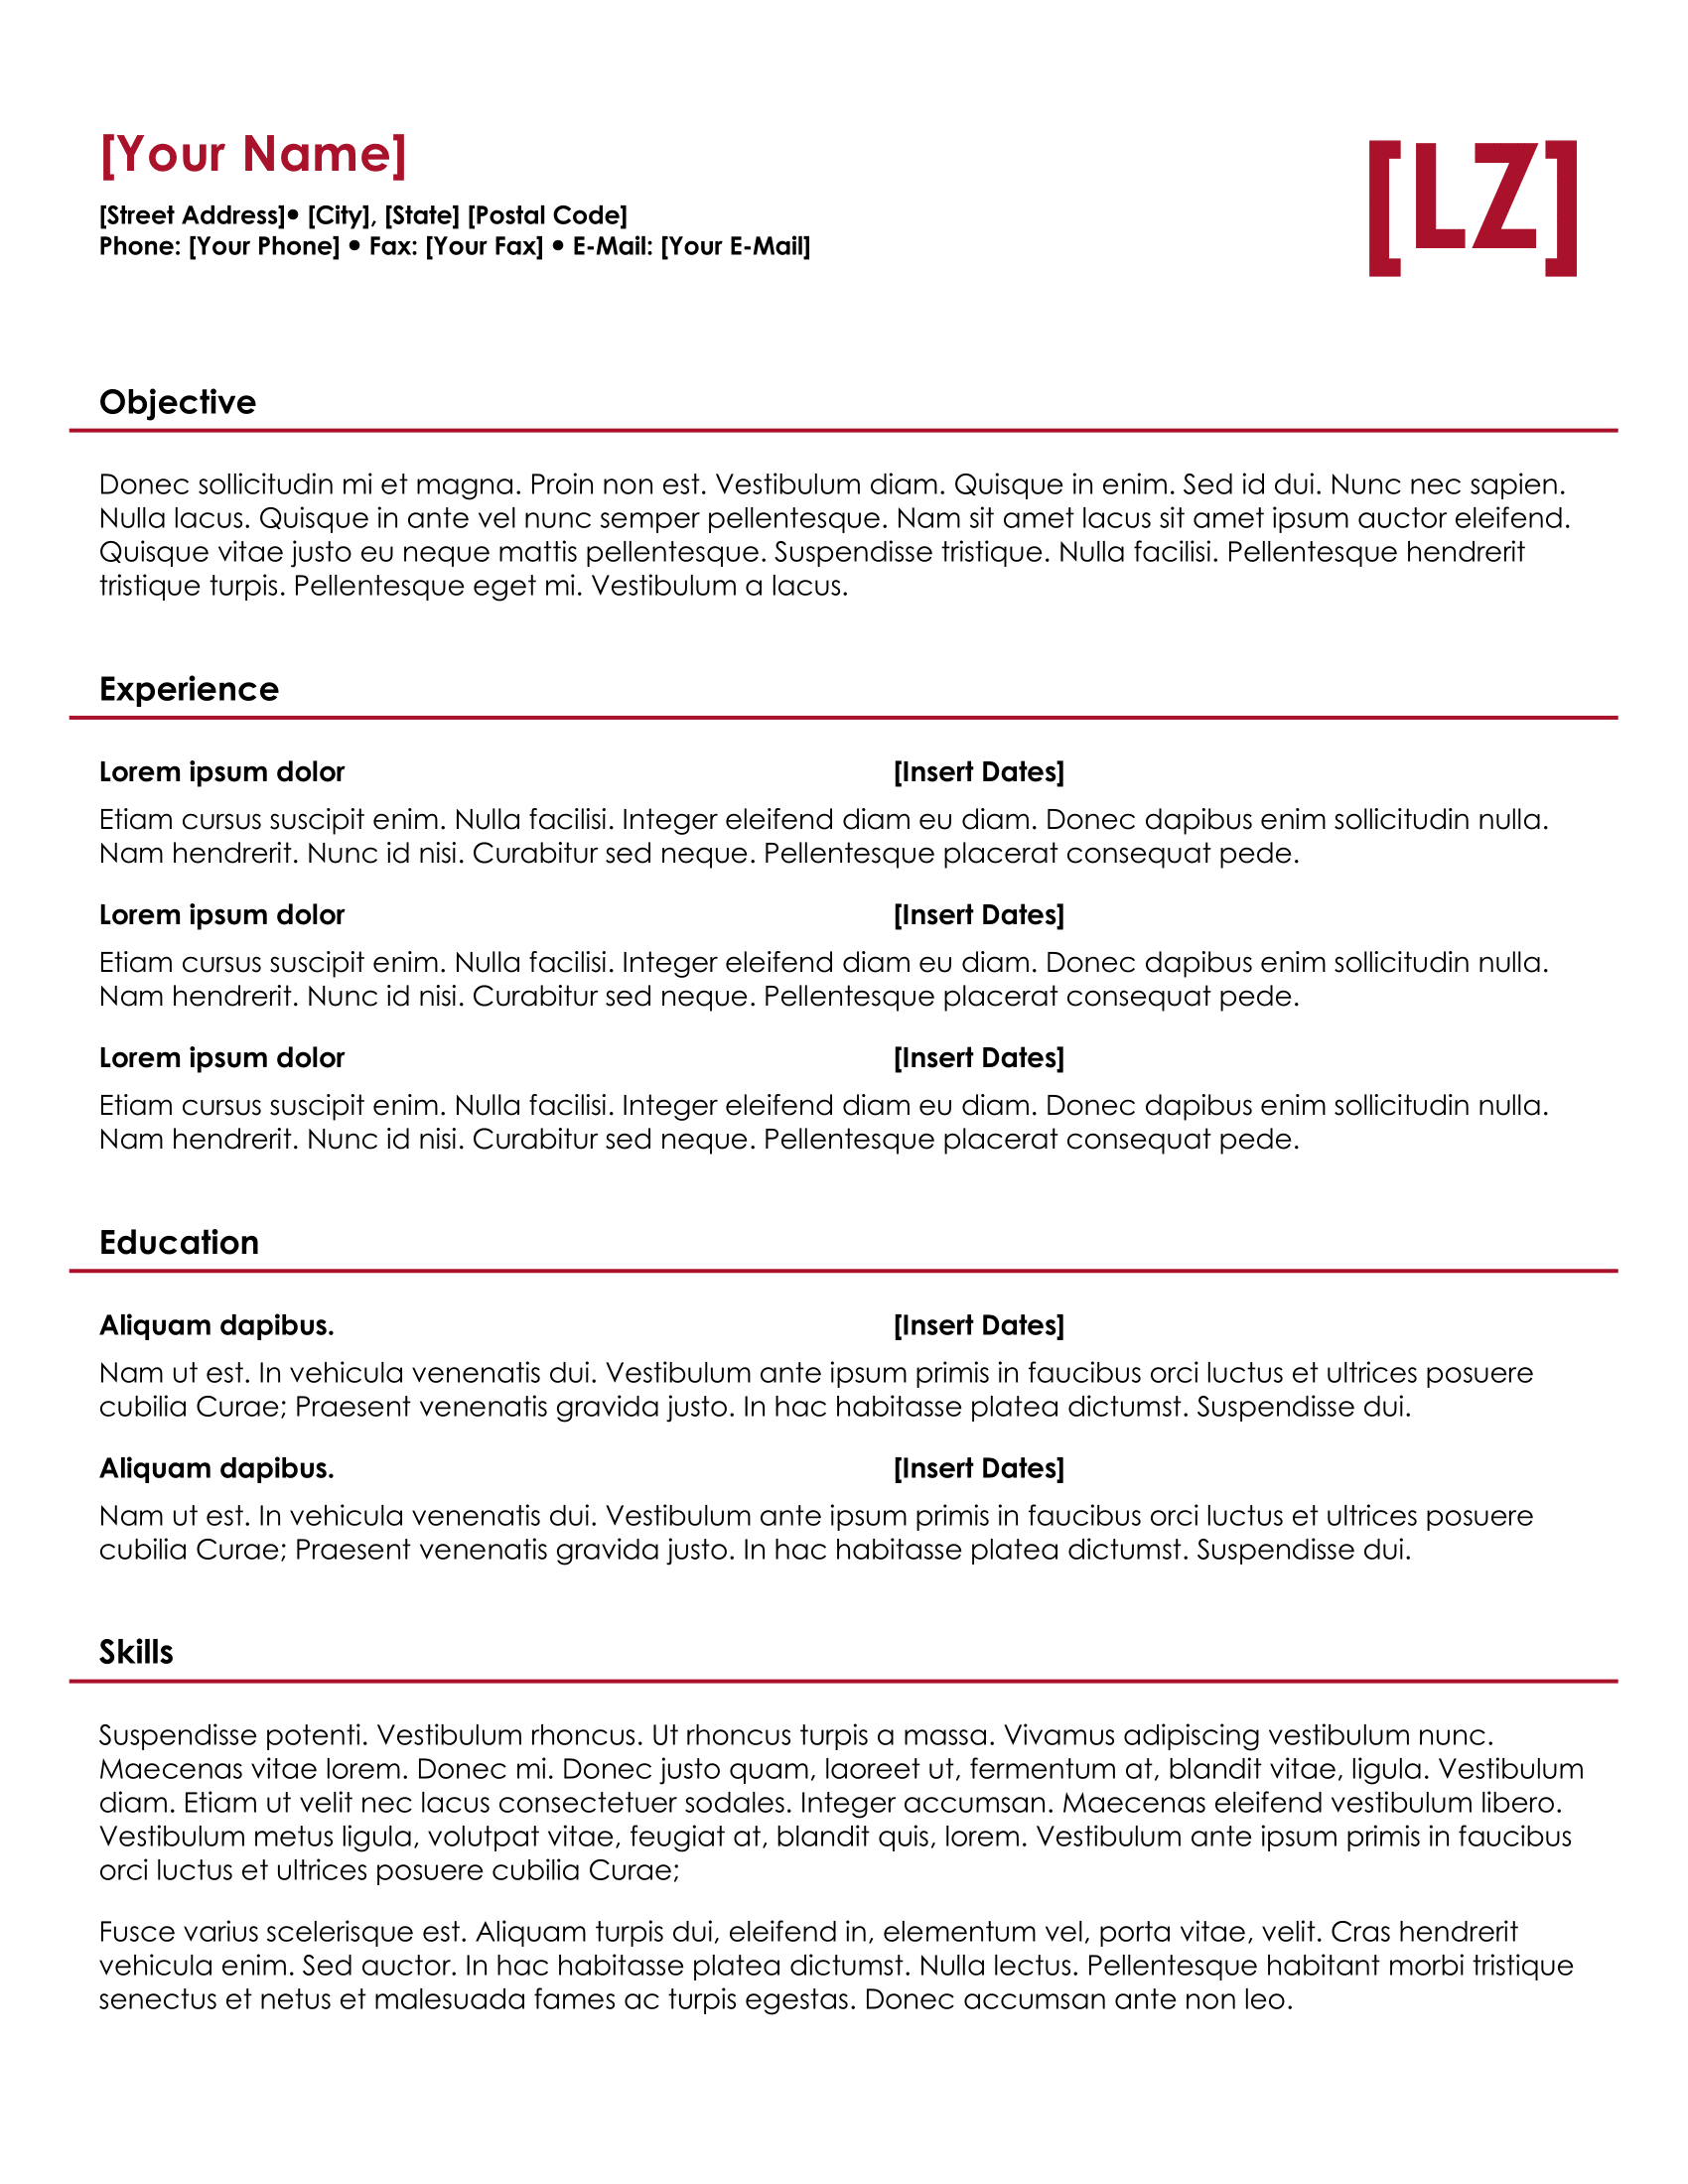 [Your Name]
[LZ]
[Street Address]• [City], [State] [Postal Code]
Phone: [Your Phone] • Fax: [Your Fax] • E-Mail: [Your E-Mail]
Objective
Donec sollicitudin mi et magna. Proin non est. Vestibulum diam. Quisque in enim. Sed id dui. Nunc nec sapien.
Nulla lacus. Quisque in ante vel nunc semper pellentesque. Nam sit amet lacus sit amet ipsum auctor eleifend.
Quisque vitae justo eu neque mattis pellentesque. Suspendisse tristique. Nulla facilisi. Pellentesque hendrerit
tristique turpis. Pellentesque eget mi. Vestibulum a lacus.
Experience
Lorem ipsum dolor [Insert Dates]
Etiam cursus suscipit enim. Nulla facilisi. Integer eleifend diam eu diam. Donec dapibus enim sollicitudin nulla.
Nam hendrerit. Nunc id nisi. Curabitur sed neque. Pellentesque placerat consequat pede.
Lorem ipsum dolor [Insert Dates]
Etiam cursus suscipit enim. Nulla facilisi. Integer eleifend diam eu diam. Donec dapibus enim sollicitudin nulla.
Nam hendrerit. Nunc id nisi. Curabitur sed neque. Pellentesque placerat consequat pede.
Lorem ipsum dolor [Insert Dates]
Etiam cursus suscipit enim. Nulla facilisi. Integer eleifend diam eu diam. Donec dapibus enim sollicitudin nulla.
Nam hendrerit. Nunc id nisi. Curabitur sed neque. Pellentesque placerat consequat pede.
Education
Aliquam dapibus. [Insert Dates]
Nam ut est. In vehicula venenatis dui. Vestibulum ante ipsum primis in faucibus orci luctus et ultrices posuere
cubilia Curae; Praesent venenatis gravida justo. In hac habitasse platea dictumst. Suspendisse dui.
Aliquam dapibus. [Insert Dates]
Nam ut est. In vehicula venenatis dui. Vestibulum ante ipsum primis in faucibus orci luctus et ultrices posuere
cubilia Curae; Praesent venenatis gravida justo. In hac habitasse platea dictumst. Suspendisse dui.
Skills
Suspendisse potenti. Vestibulum rhoncus. Ut rhoncus turpis a massa. Vivamus adipiscing vestibulum nunc.
Maecenas vitae lorem. Donec mi. Donec justo quam, laoreet ut, fermentum at, blandit vitae, ligula. Vestibulum
diam. Etiam ut velit nec lacus consectetuer sodales. Integer accumsan. Maecenas eleifend vestibulum libero.
Vestibulum metus ligula, volutpat vitae, feugiat at, blandit quis, lorem. Vestibulum ante ipsum primis in faucibus
orci luctus et ultrices posuere cubilia Curae;
Fusce varius scelerisque est. Aliquam turpis dui, eleifend in, elementum vel, porta vitae, velit. Cras hendrerit
vehicula enim. Sed auctor. In hac habitasse platea dictumst. Nulla lectus. Pellentesque habitant morbi tristique
senectus et netus et malesuada fames ac turpis egestas. Donec accumsan ante non leo.